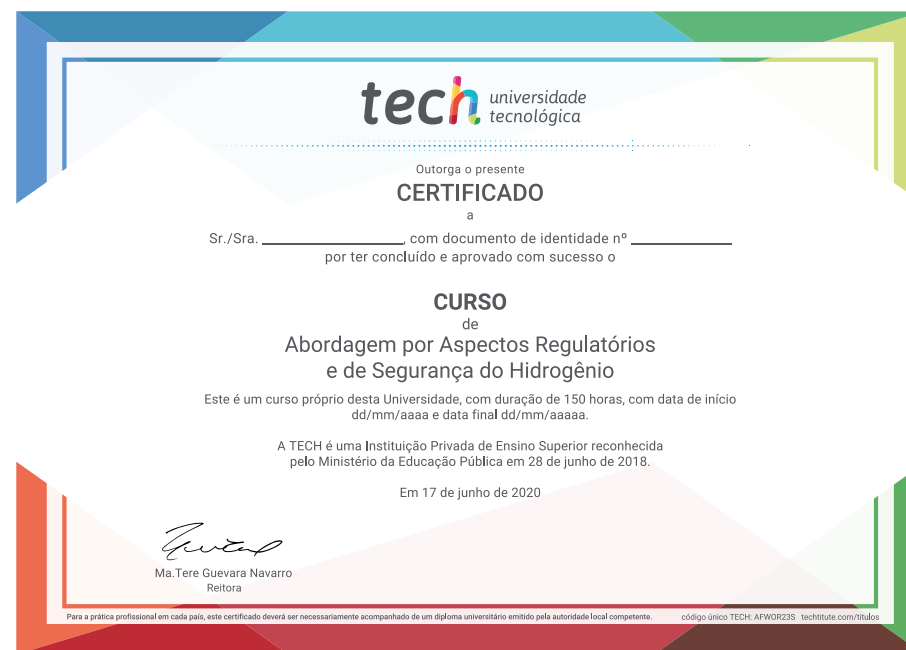 tech universidade
tecnológica
Outorga o presente
CERTIFICADO
a
Sr./Sra. ____________, com documento de identidade nº ____________
por ter concluído e aprovado com sucesso o
CURSO
de
Abordagem por Aspectos Regulatórios
e de Segurança do Hidrogênio
Este é um curso próprio desta Universidade, com duração de 150 horas, com data de início
dd/mm/aaaa e data final dd/mm/aaaaa.
A TECH é uma Instituição Privada de Ensino Superior reconhecida
pelo Ministério da Educação Pública em 28 de junho de 2018.
Em 17 de junho de 2020
Ma.Tere Guevara Navarro
Reitora
Para a prática profissional em cada país, este certificado deverá ser necessariamente acompanhado de um diploma universitário emitido pela autoridade local competente. código único TECH: AFWOR23S techtitute.com/titulos